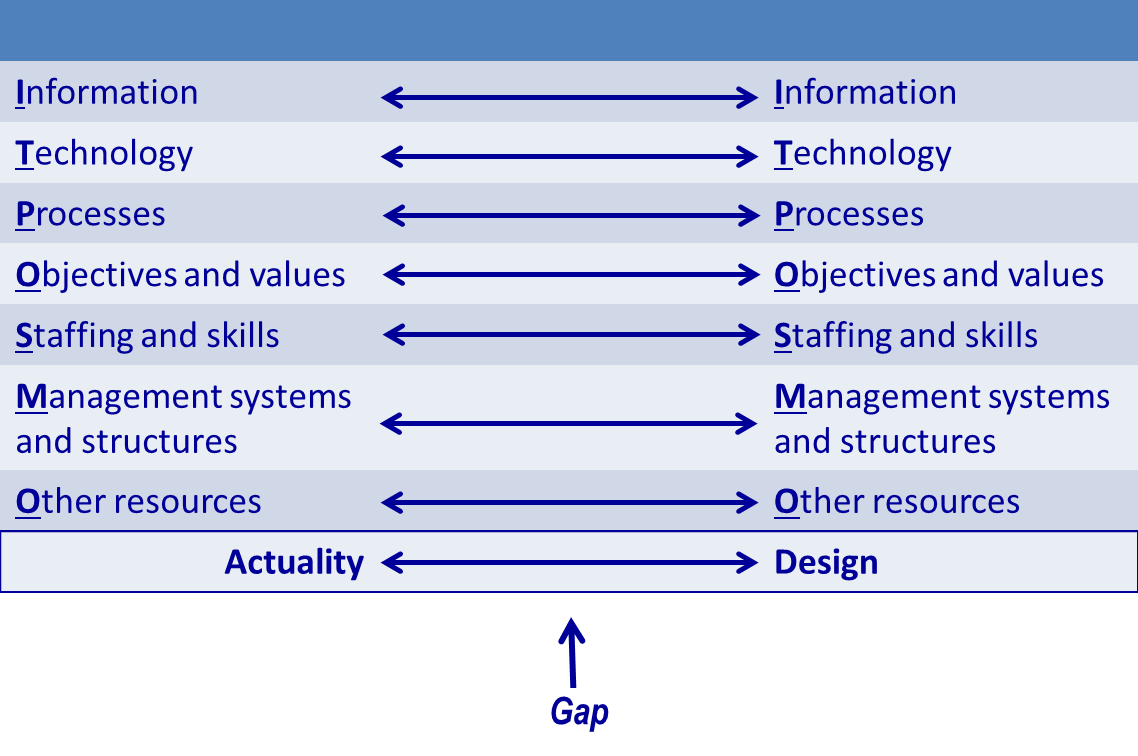 Information Information
Technology Technology
Processes Processes
Objectives and values Objectives and values
Staffing and skills Staffing and skills
Management systems Management systems
and structures and structures
Other resources Other resources
Actuality Design
Gap